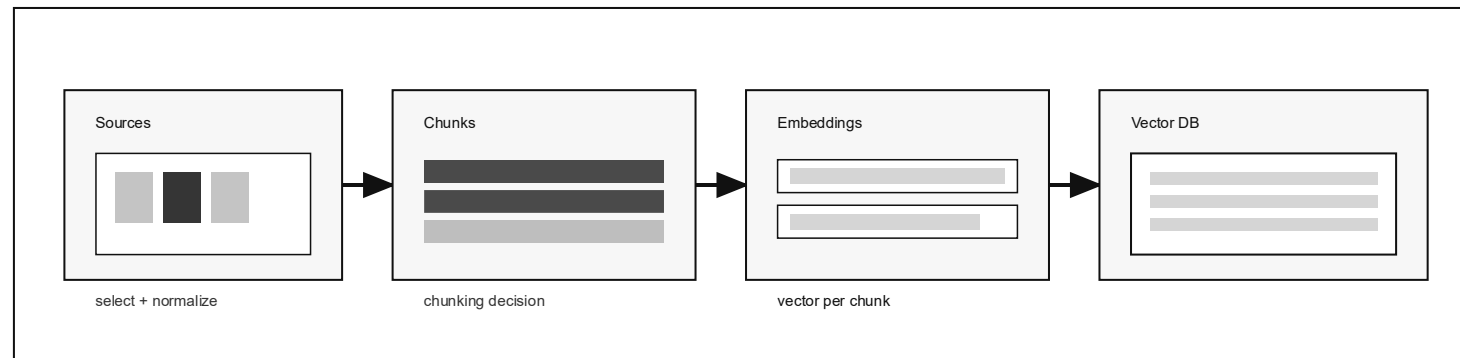 Sources
Chunks
Embeddings
Vector DB
select + normalize
chunking decision
vector per chunk